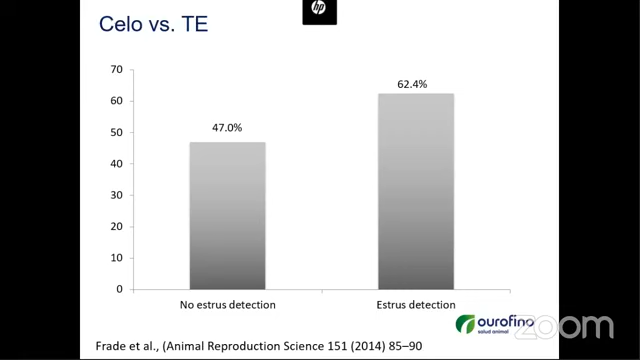 hp
Celo vs. TE
70
60
50
40
30
20
10
0
47.0%
62.4%
No estrus detection
Estrus detection
ourofino
salud animal
zoom
Frade et al., (Animal Reproduction Science 151 (2014) 85–90